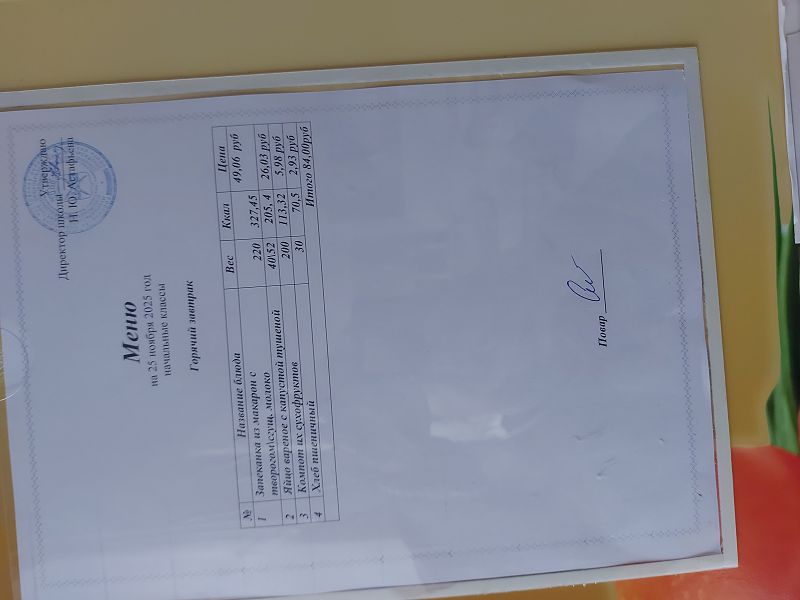 Утверждаю
Директор школы
Н. Ю. Астафьева
Меню
на 25 ноября 2025 год
начальные классы
Горячий завтрак
№ Название блюда Вес Ккал Цена
1 Запеканка из макарон с 220 327,45 49,06 руб
творогом\сгущ. молоко
2 Яйцо вареное с капустой тушеной 40\52 205, 4 26,03 руб
3 Компот их сухофруктов 200 113,32 5,98 руб
4 Хлеб пшеничный 30 70,5 2,93 руб
Итого 84,00руб
Повар